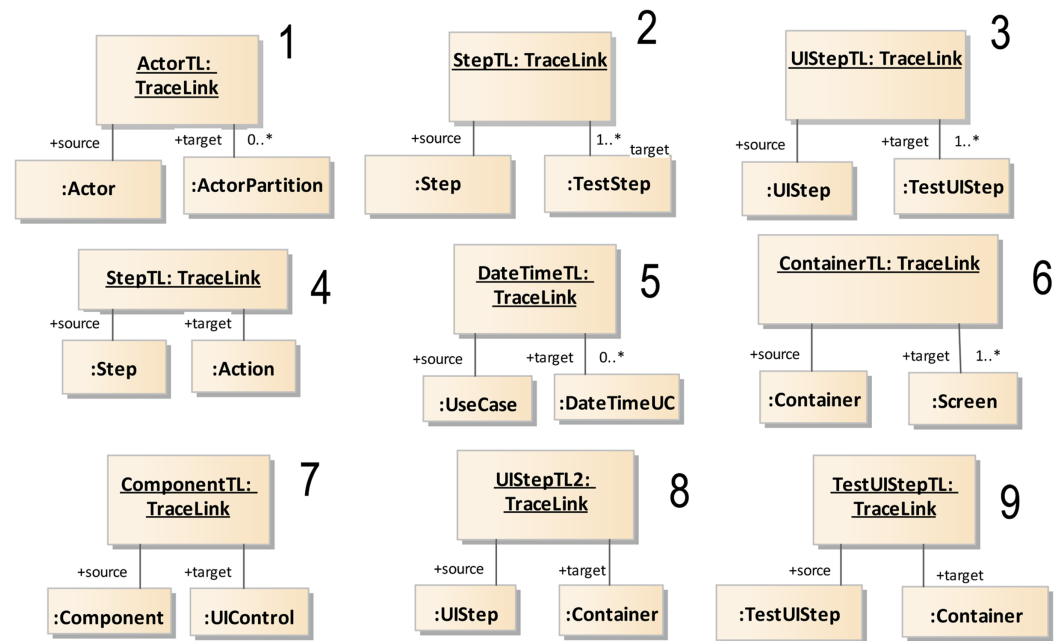 1
ActorTL:
TraceLink
+source
+target
0..*
:Actor
:ActorPartition
2
StepTL: TraceLink
+source
1..*
target
:Step
:TestStep
3
UIStepTL: TraceLink
+source
+target
1..*
:UIStep
:TestUIStep
4
StepTL: TraceLink
+source
+target
:Step
:Action
5
DateTimeTL:
TraceLink
+source
+target
0..*
:UseCase
:DateTimeUC
6
ContainerTL: TraceLink
+source
+target
1..*
:Container
:Screen
7
ComponentTL:
TraceLink
+source
+target
:Component
:UIControl
8
UIStepTL2:
TraceLink
+source
+target
:UIStep
:Container
9
TestUIStepTL:
TraceLink
+sorce
+target
:TestUIStep
:Container